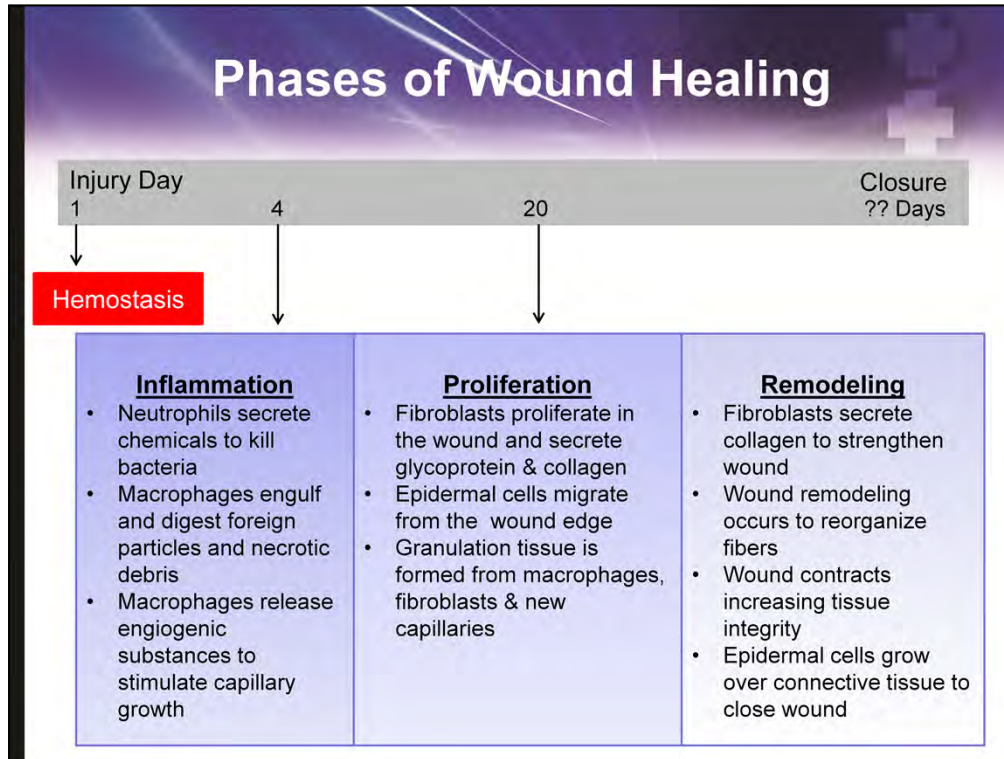 Phases of Wound Healing
Injury Day
Closure
1
4
20
?? Days
Hemostasis
Inflammation
• Neutrophils secrete
chemicals to kill
bacteria
• Macrophages engulf
and digest foreign
particles and necrotic
debris
• Macrophages release
engiogenic
substances to
stimulate capillary
growth
Proliferation
• Fibroblasts proliferate in
the wound and secrete
glycoprotein & collagen
• Epidermal cells migrate
from the wound edge
• Granulation tissue is
formed from macrophages,
fibroblasts & new
capillaries
Remodeling
• Fibroblasts secrete
collagen to strengthen
wound
• Wound remodeling
occurs to reorganize
fibers
• Wound contracts
increasing tissue
integrity
• Epidermal cells grow
over connective tissue to
close wound